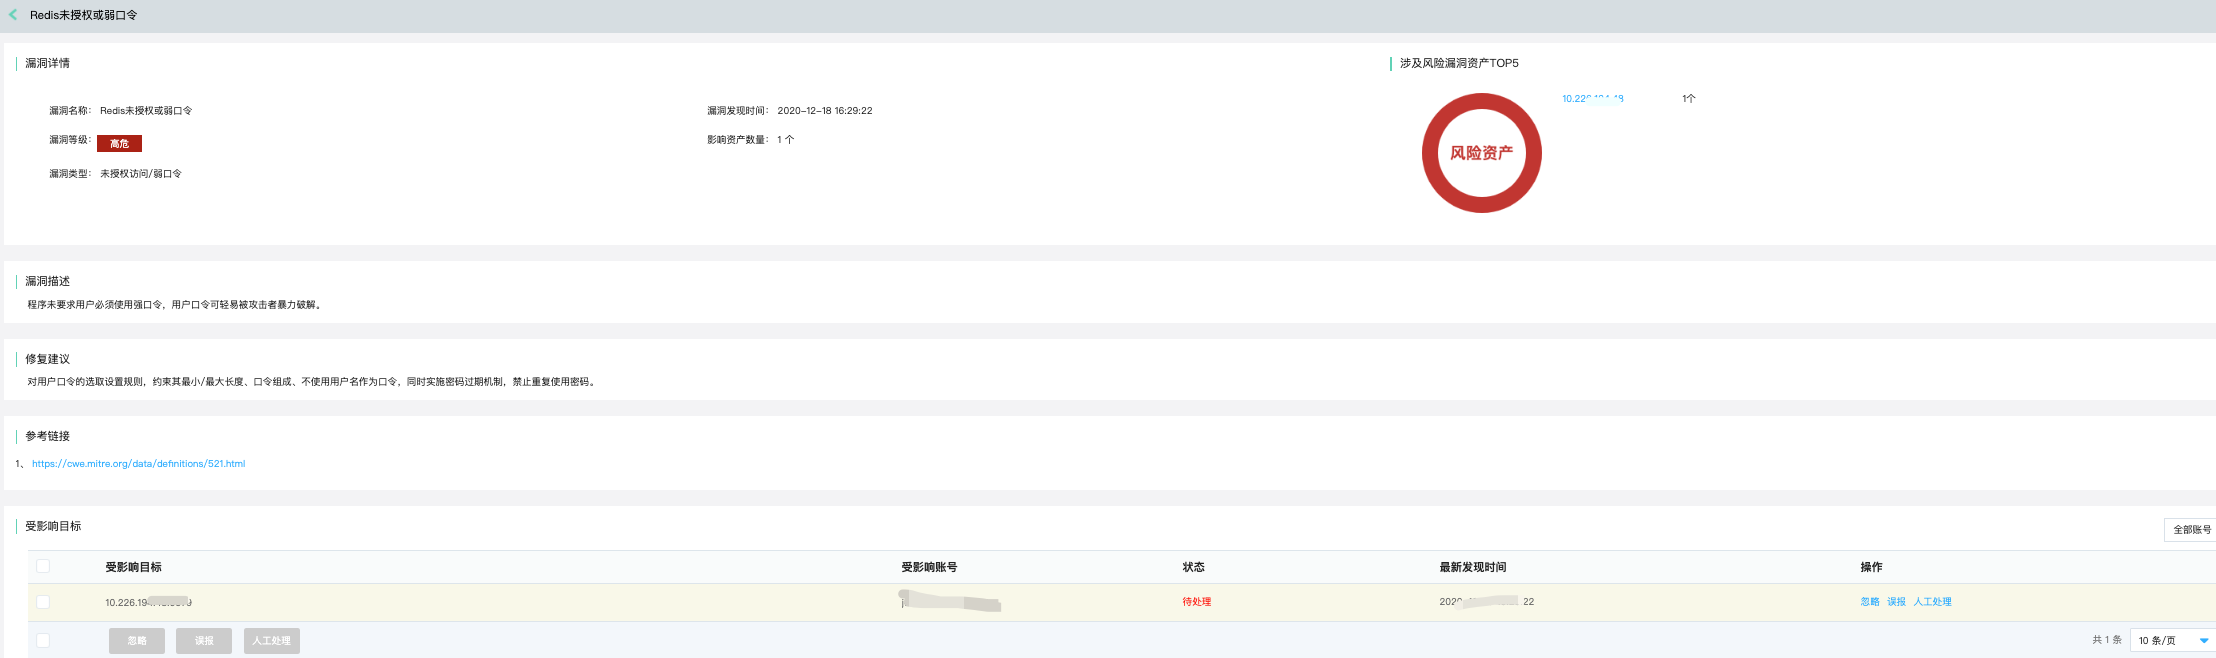 Redis未授权或弱口令
漏洞详情
漏洞名称： Redis未授权或弱口令
漏洞发现时间： 2020-12-18 16:29:22
漏洞等级： 高危
影响资产数量： 1 个
漏洞类型： 未授权访问/弱口令
涉及风险漏洞资产TOP5
风险资产
1个
漏洞描述
程序未要求用户必须使用强口令，用户口令可轻易被攻击者暴力破解。
修复建议
对用户口令的选取设置规则，约束其最小/最大长度、口令组成、不使用用户名作为口令，同时实施密码过期机制，禁止重复使用密码。
参考链接
1、 https://cwe.mitre.org/data/definitions/521.html
受影响目标
全部账号
受影响目标 受影响账号 状态 最新发现时间 操作
待处理 忽略 误报 人工处理
忽略 误报 人工处理
共 1 条 10 条/页